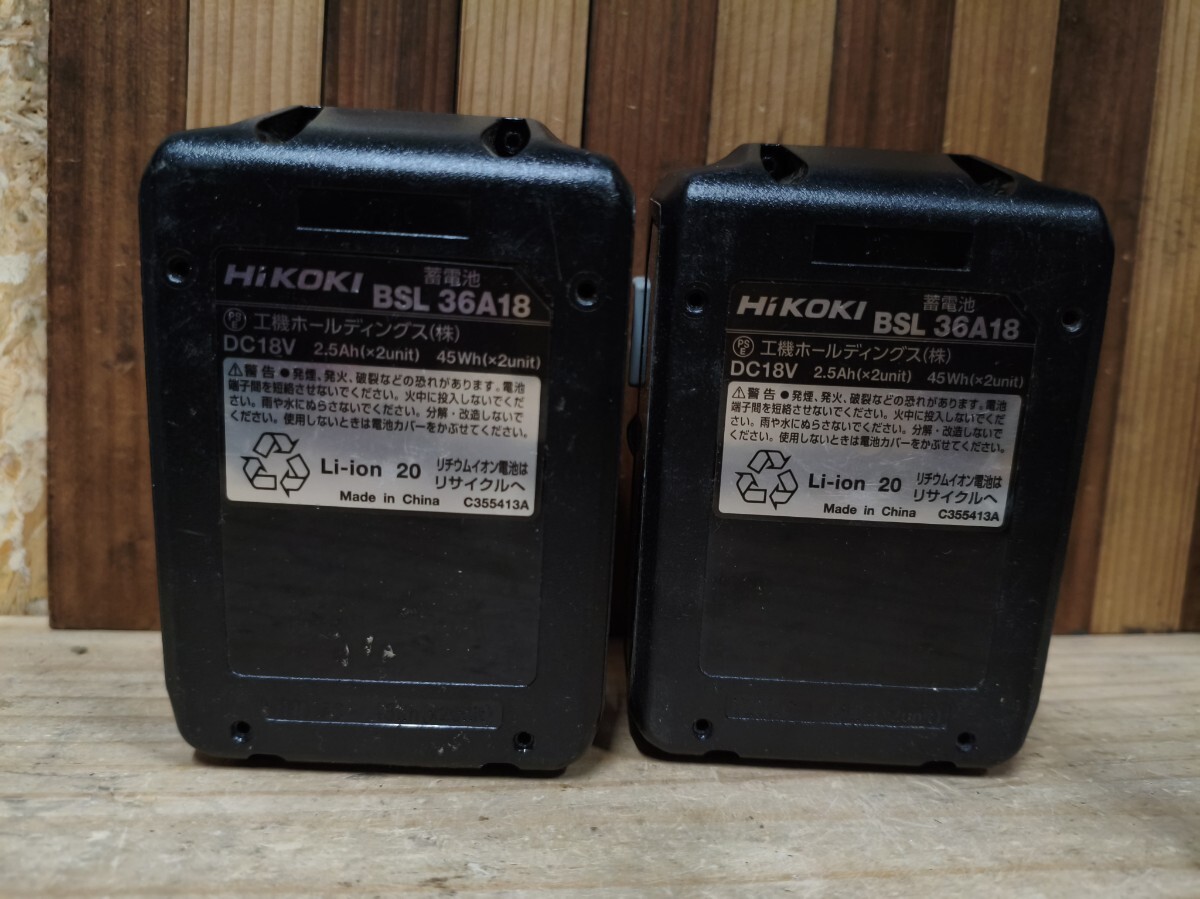 HiKOKI 蓄電池
BSL 36A18
PSE 工機ホールディングス(株)
DC18V 2.5Ah(×2unit) 45Wh(×2unit)
⚠警告 ●発煙、発火、破裂などの恐れがあります。電池
端子間を短絡させないでください。火中に投入しないでくだ
さい。雨や水にぬらさないでください。分解・改造しないで
ください。使用しないときは電池カバーをかぶせてください。
Li-ion 20 リチウムイオン電池は
リサイクルへ
Made in China C355413A
HiKOKI 蓄電池
BSL 36A18
PSE 工機ホールディングス(株)
DC18V 2.5Ah(×2unit) 45Wh(×2unit)
⚠警告 ●発煙、発火、破裂などの恐れがあります。電池
端子間を短絡させないでください。火中に投入しないでくだ
さい。雨や水にぬらさないでください。分解・改造しないで
ください。使用しないときは電池カバーをかぶせてください。
Li-ion 20 リチウムイオン電池は
リサイクルへ
Made in China C355413A